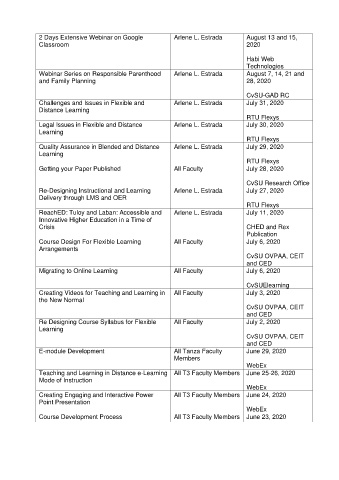 2 Days Extensive Webinar on Google
Classroom
Arlene L. Estrada
August 13 and 15,
2020
Habi Web
Technologies
Webinar Series on Responsible Parenthood
and Family Planning
Arlene L. Estrada
August 7, 14, 21 and
28, 2020
CvSU-GAD RC
Challenges and Issues in Flexible and
Distance Learning
Arlene L. Estrada
July 31, 2020
RTU Flexys
Legal Issues in Flexible and Distance
Learning
Arlene L. Estrada
July 30, 2020
RTU Flexys
Quality Assurance in Blended and Distance
Learning
Arlene L. Estrada
July 29, 2020
RTU Flexys
Getting your Paper Published
All Faculty
July 28, 2020
CvSU Research Office
Re-Designing Instructional and Learning
Delivery through LMS and OER
Arlene L. Estrada
July 27, 2020
RTU Flexys
ReachED: Tuloy and Laban: Accessible and
Innovative Higher Education in a Time of
Crisis
Arlene L. Estrada
July 11, 2020
CHED and Rex
Publication
Course Design For Flexible Learning
Arrangements
All Faculty
July 6, 2020
CvSU OVPAA, CEIT
and CED
Migrating to Online Learning
All Faculty
July 6, 2020
CvSUElearning
Creating Videos for Teaching and Learning in
the New Normal
All Faculty
July 3, 2020
CvSU OVPAA, CEIT
and CED
Re Designing Course Syllabus for Flexible
Learning
All Faculty
July 2, 2020
CvSU OVPAA, CEIT
and CED
E-module Development
All Tanza Faculty
Members
June 29, 2020
WebEx
Teaching and Learning in Distance e-Learning
Mode of Instruction
All T3 Faculty Members
June 25-26, 2020
WebEx
Creating Engaging and Interactive Power
Point Presentation
All T3 Faculty Members
June 24, 2020
WebEx
Course Development Process
All T3 Faculty Members
June 23, 2020